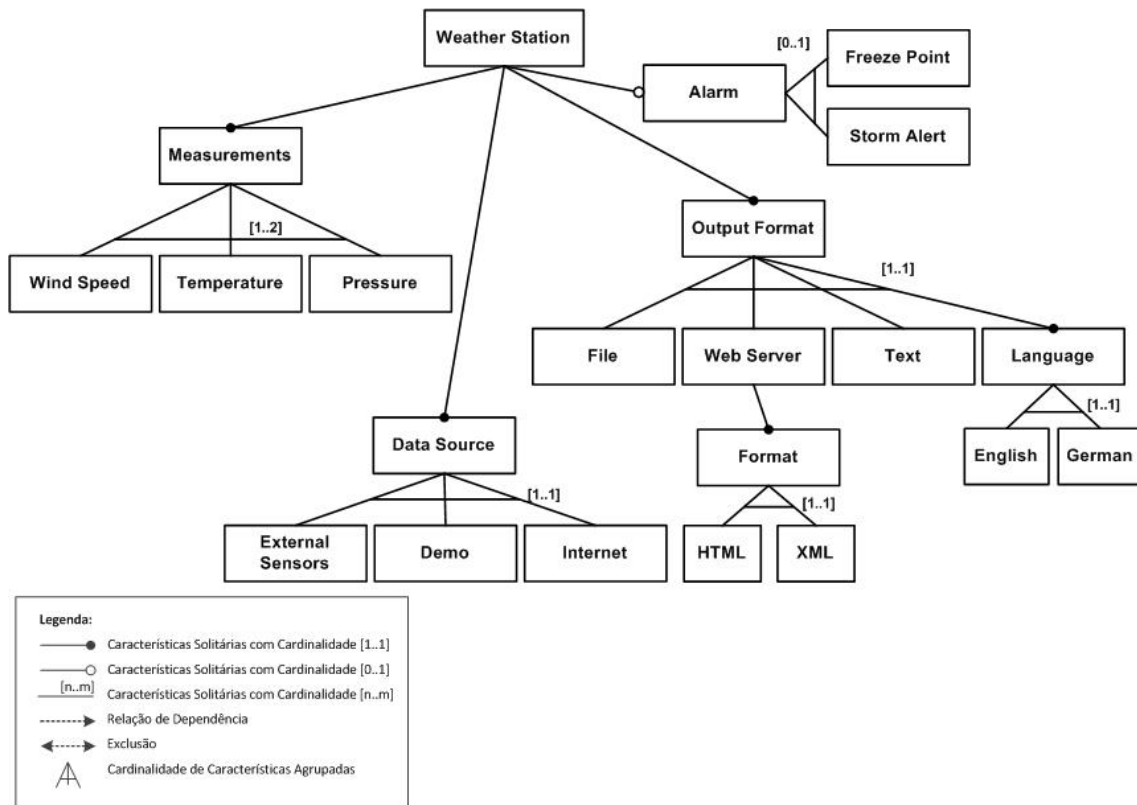 Weather Station
[0..1]
Freeze Point
Alarm
Storm Alert
Measurements
[1..2]
Wind Speed
Temperature
Pressure
Output Format
[1..1]
File
Web Server
Text
Language
[1..1]
English
German
Data Source
[1..1]
External
Sensors
Demo
Internet
Format
[1..1]
HTML
XML
Legenda:
Características Solitárias com Cardinalidade [1..1]
Características Solitárias com Cardinalidade [0..1]
[n..m]
Características Solitárias com Cardinalidade [n..m]
Relação de Dependência
Exclusão
Cardinalidade de Características Agrupadas